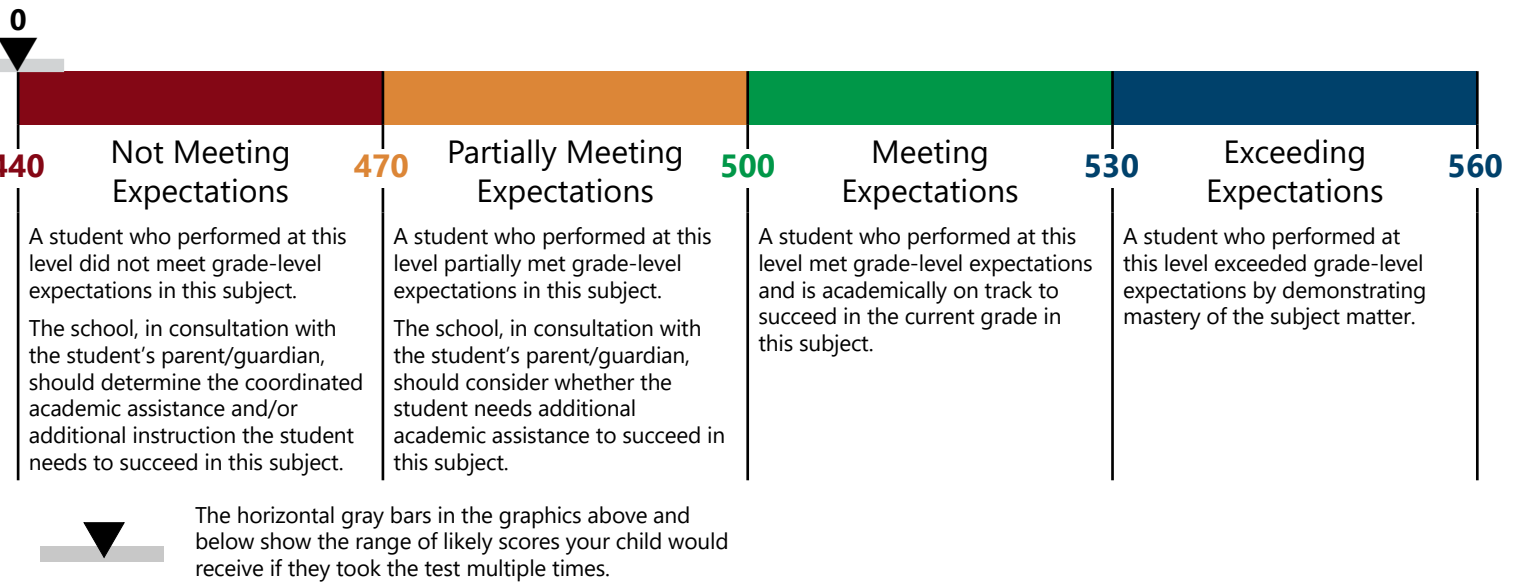 0
440
Not Meeting
Expectations
470
Partially Meeting
Expectations
500
Meeting
Expectations
530
Exceeding
Expectations
560
A student who performed at this
level did not meet grade-level
expectations in this subject.
The school, in consultation with
the student’s parent/guardian,
should determine the coordinated
academic assistance and/or
additional instruction the student
needs to succeed in this subject.
A student who performed at this
level partially met grade-level
expectations in this subject.
The school, in consultation with
the student’s parent/guardian,
should consider whether the
student needs additional
academic assistance to succeed in
this subject.
A student who performed at this
level met grade-level expectations
and is academically on track to
succeed in the current grade in
this subject.
A student who performed at
this level exceeded grade-level
expectations by demonstrating
mastery of the subject matter.
The horizontal gray bars in the graphics above and
below show the range of likely scores your child would
receive if they took the test multiple times.